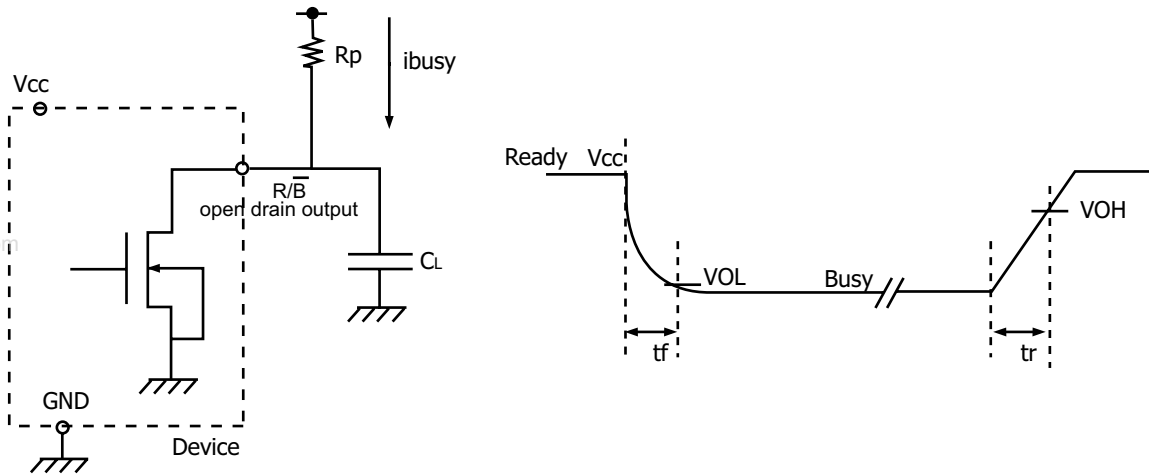 Rp
ibusy
Vcc
R/B̅
open drain output
CL
GND
Device
Ready Vcc
VOH
VOL
Busy
tf
tr